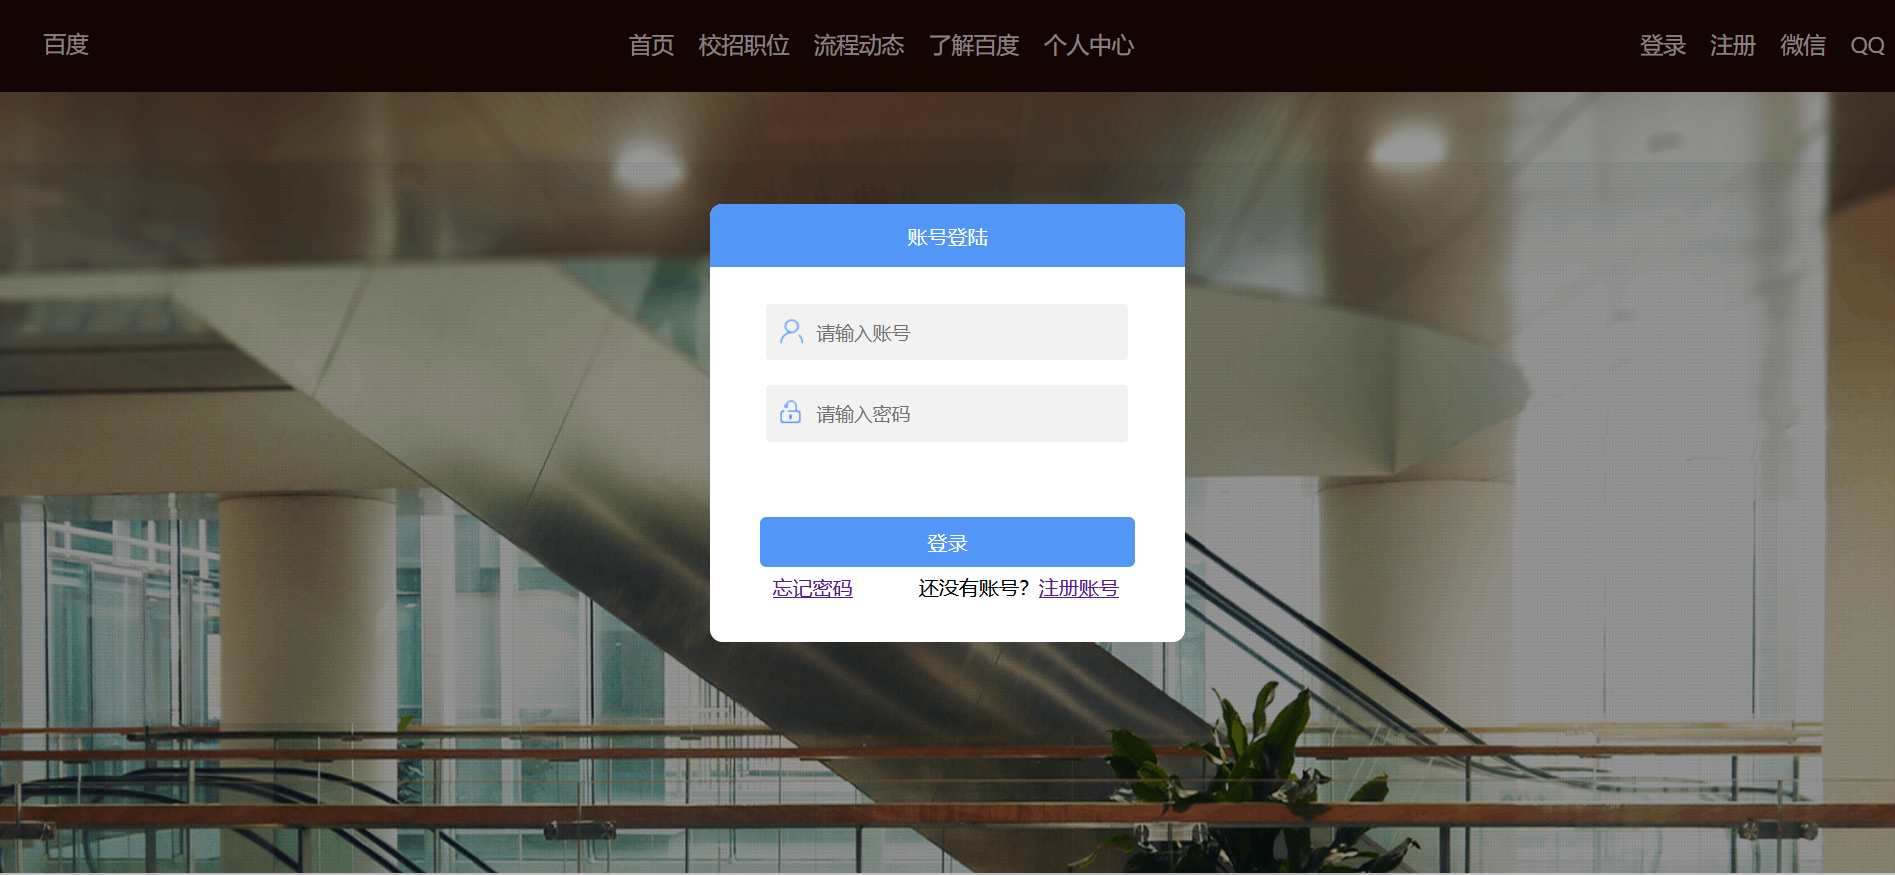 百度 首页 校招职位 流程动态 了解百度 个人中心 登录 注册 微信 QQ
账号登陆
请输入账号
请输入密码
登录
忘记密码 还没有账号？注册账号